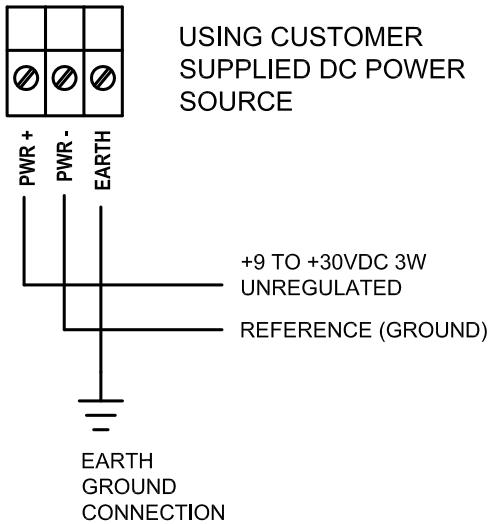 USING CUSTOMER
SUPPLIED DC POWER
SOURCE
PWR +
PWR -
EARTH
+9 TO +30VDC 3W
UNREGULATED
REFERENCE (GROUND)
EARTH
GROUND
CONNECTION